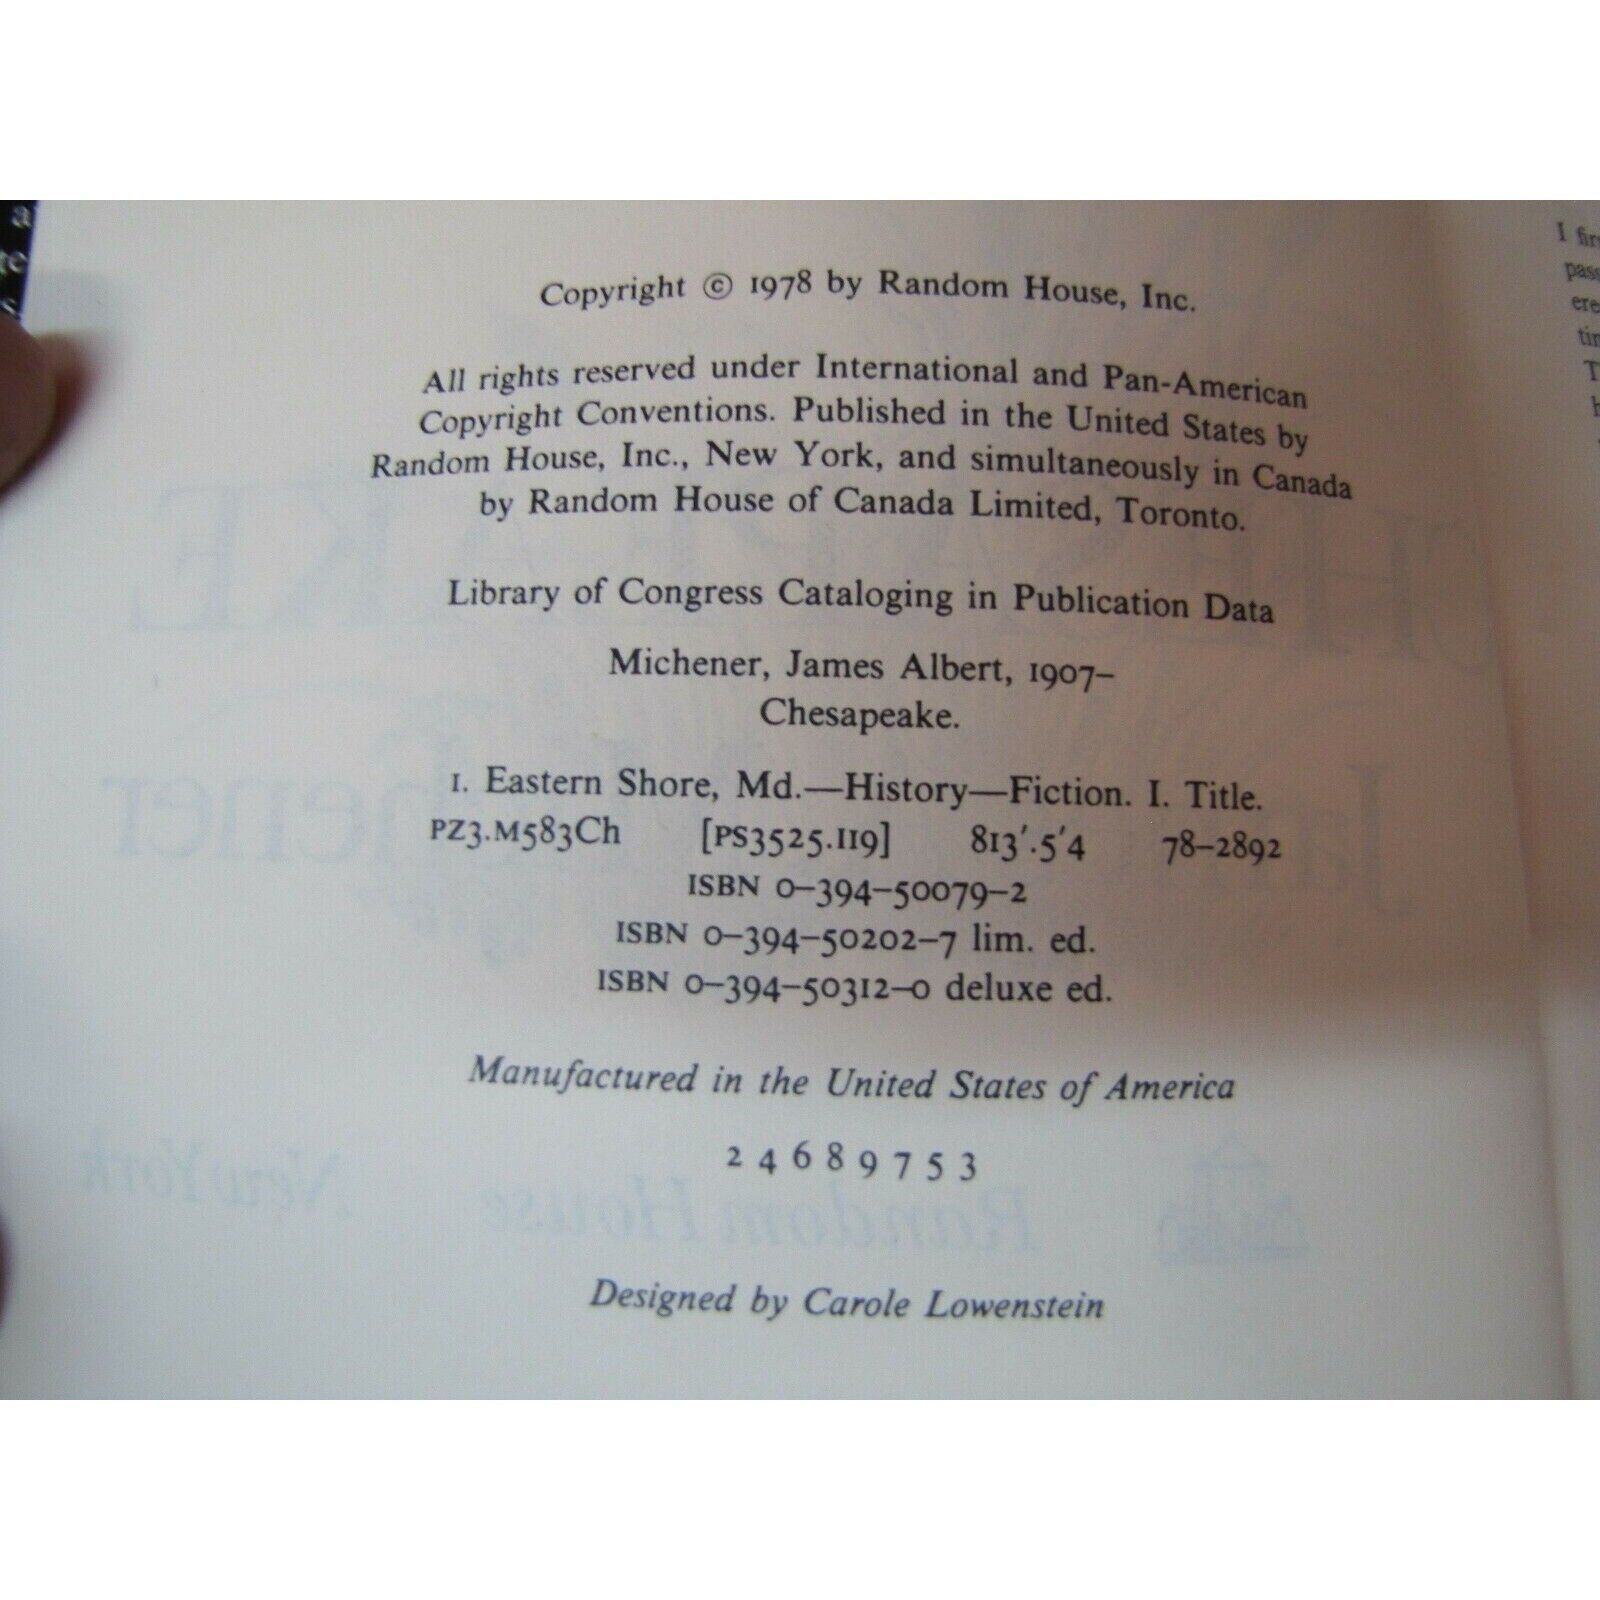 Copyright © 1978 by Random House, Inc.
All rights reserved under International and Pan-American
Copyright Conventions. Published in the United States by
Random House, Inc., New York, and simultaneously in Canada
by Random House of Canada Limited, Toronto.
Library of Congress Cataloging in Publication Data
Michener, James Albert, 1907–
Chesapeake.
1. Eastern Shore, Md.—History—Fiction. I. Title.
PZ3.M583Ch [PS3525.I19] 813'.5'4 78–2892
ISBN 0–394–50079–2
ISBN 0–394–50202–7 lim. ed.
ISBN 0–394–50312–0 deluxe ed.
Manufactured in the United States of America
2 4 6 8 9 7 5 3
Random House New York
Designed by Carole Lowenstein